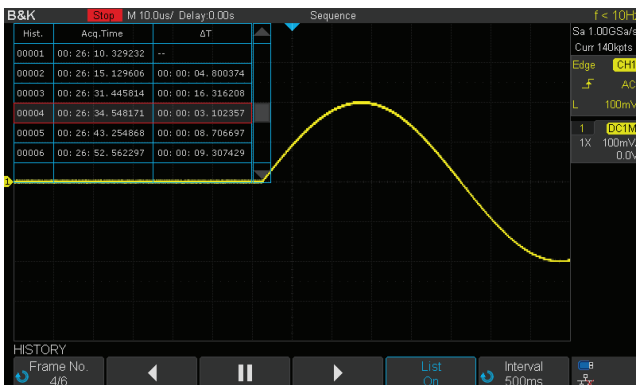 B&K Stop M 10.0us/ Delay:0.00s Sequence f < 10Hz
Sa 1.00GSa/s
Curr 140kpts
Edge CH1
AC
L 100mV
1 DC1M
1X 100mV/
0.0V
Hist. Acq.Time ΔT
00001 00: 26: 10. 329232 --
00002 00: 26: 15. 129606 00: 00: 04. 800374
00003 00: 26: 31. 445814 00: 00: 16. 316208
00004 00: 26: 34. 548171 00: 00: 03. 102357
00005 00: 26: 43. 254868 00: 00: 08. 706697
00006 00: 26: 52. 562297 00: 00: 09. 307429
1
HISTORY
Frame No.
4/6
List
On
Interval
500ms
B